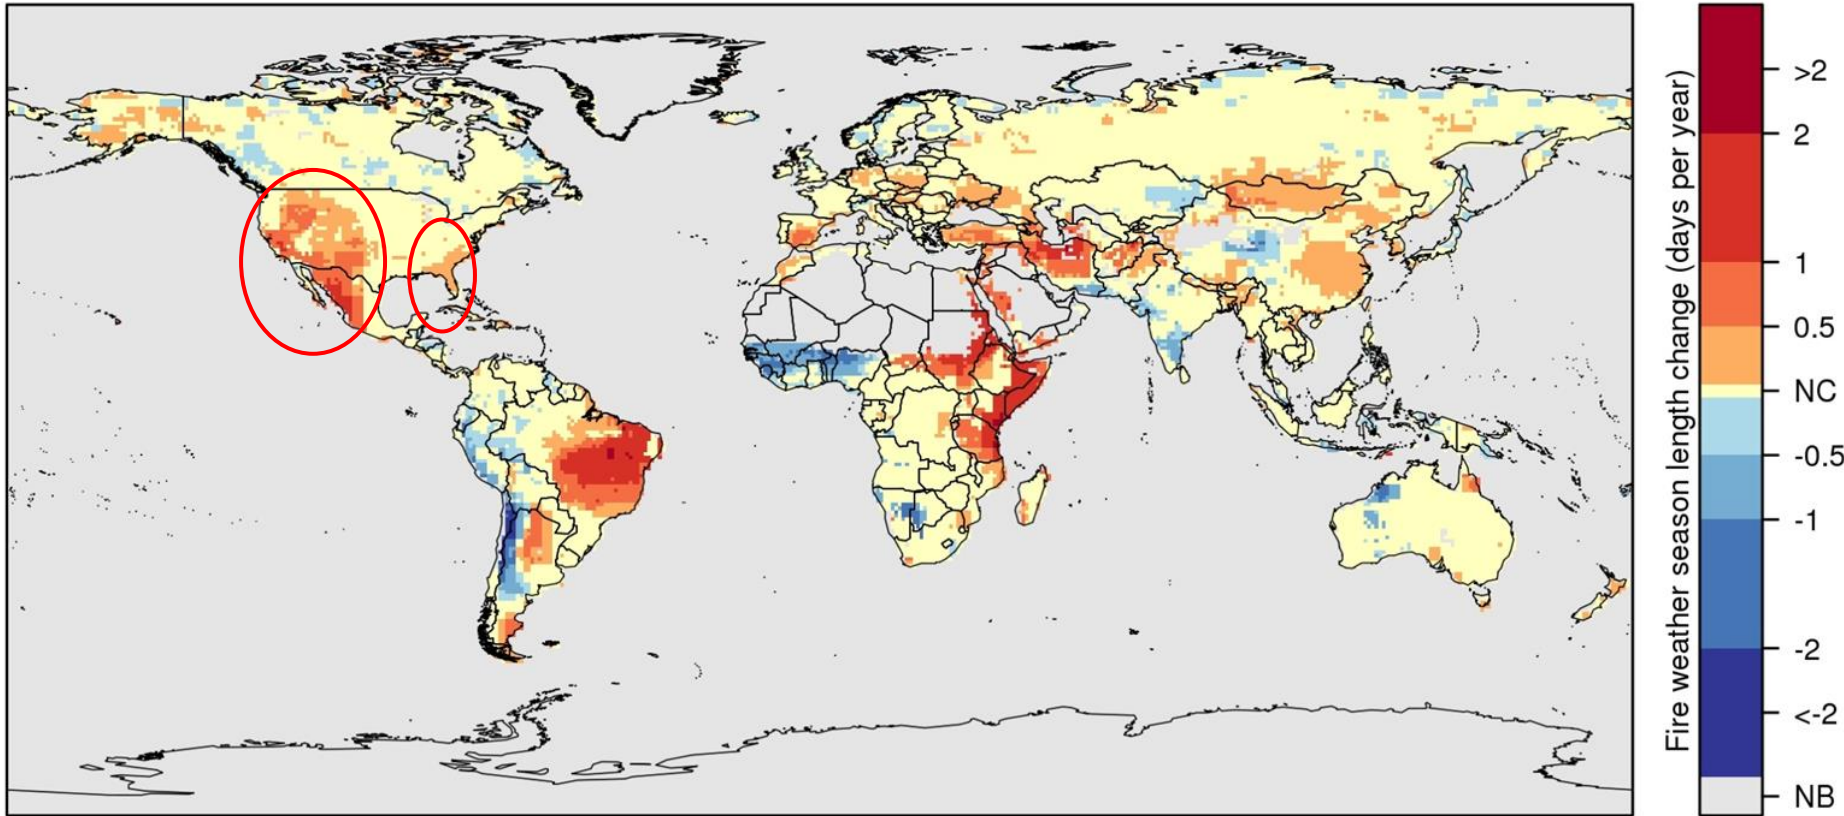 Fire weather season length change (days per year)
>2
2
1
0.5
NC
-0.5
-1
-2
<-2
NB